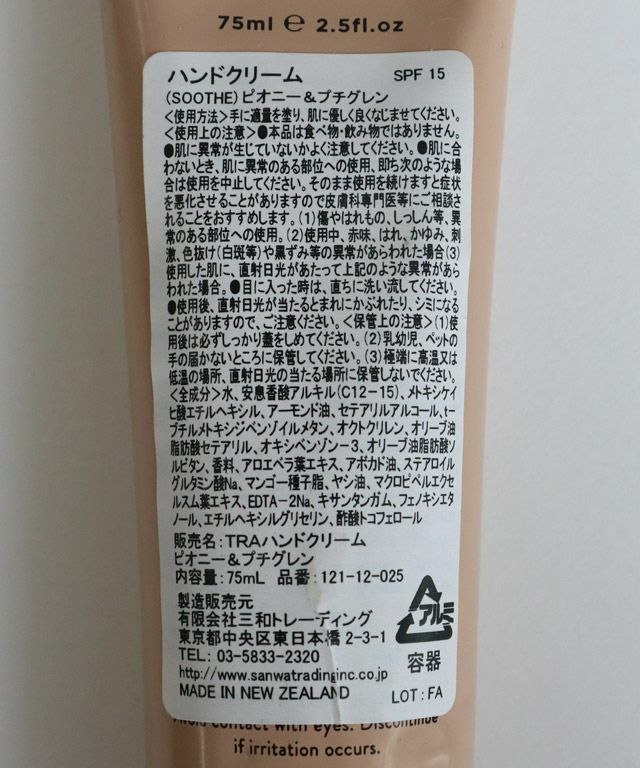 75ml ℮ 2.5fl.oz
ハンドクリーム SPF 15
(SOOTHE)ピオニー＆プチグレン
＜使用方法＞手に適量を塗り、肌に優しく良くなじませてください。
＜使用上の注意＞●本品は食べ物・飲み物ではありません。
●肌に異常が生じていないかよく注意してください。●肌に合
わないとき、肌に異常のある部位への使用、即ち次のような場
合は使用を中止してください。そのまま使用を続けますと症状
を悪化させることがありますので皮膚科専門医等にご相談さ
れることをおすすめします。(1)傷やはれもの、しっしん等、異
常のある部位への使用。(2)使用中、赤味、はれ、かゆみ、刺
激、色抜け(白斑等)や黒ずみ等の異常があらわれた場合(3)
使用した肌に、直射日光があたって上記のような異常があら
われた場合。●目に入った時は、直ちに洗い流してください。
●使用後、直射日光が当たるとまれにかぶれたり、シミになる
ことがありますので、ご注意ください。＜保管上の注意＞(1)使
用後は必ずしっかり蓋をしめてください。(2)乳幼児、ペットの
手の届かないところに保管してください。(3)極端に高温又は
低温の場所、直射日光の当たる場所に保管しないでください。
＜全成分＞水、安息香酸アルキル(C12-15)、メトキシケイ
ヒ酸エチルヘキシル、アーモンド油、セテアリルアルコール、t-ブ
チルメトキシジベンゾイルメタン、オクトクリレン、オリーブ油
脂肪酸セテアリル、オキシベンゾン-3、オリーブ油脂肪酸ソ
ルビタン、香料、アロエベラ葉エキス、アボカド油、ステアロイル
グルタミン酸Na、マンゴー種子脂、ヤシ油、マクロピペルエクセ
ルスム葉エキス、EDTA-2Na、キサンタンガム、フェノキシエタ
ノール、エチルヘキシルグリセリン、酢酸トコフェロール
販売名：TRAハンドクリーム
ピオニー＆プチグレン
内容量：75mL 品番：121-12-025
製造販売元
有限会社三和トレーディング
東京都中央区東日本橋 2-3-1
TEL: 03-5833-2320
http://www.sanwatradinginc.co.jp
MADE IN NEW ZEALAND
アルミ
容器
LOT : FA
Avoid contact with eyes. Discontinue
if irritation occurs.